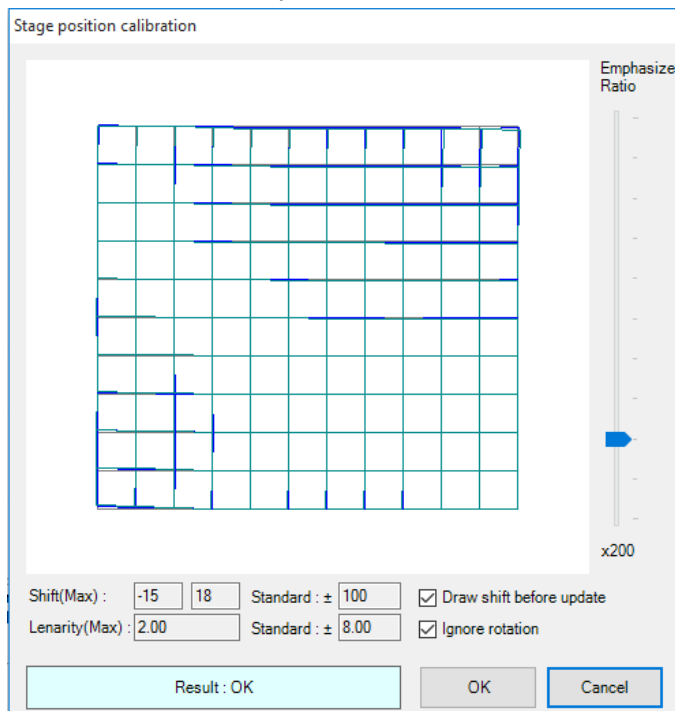 Stage position calibration
Emphasize
Ratio
x200
Shift(Max) : -15 18 Standard : ± 100 Draw shift before update
Lenarity(Max) : 2.00 Standard : ± 8.00 Ignore rotation
Result : OK OK Cancel